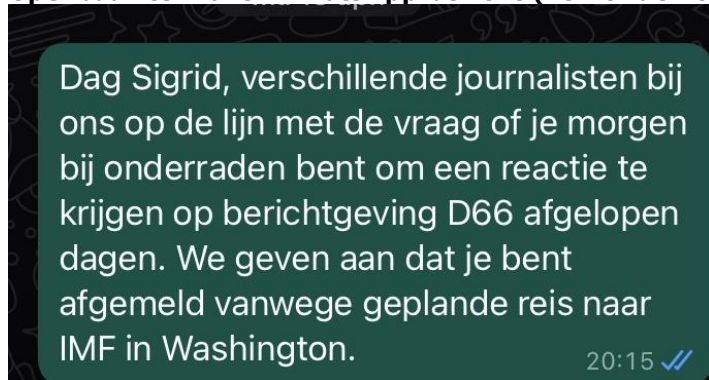 Dag Sigrid, verschillende journalisten bij
ons op de lijn met de vraag of je morgen
bij onderraden bent om een reactie te
krijgen op berichtgeving D66 afgelopen
dagen. We geven aan dat je bent
afgemeld vanwege geplande reis naar
IMF in Washington.
20:15